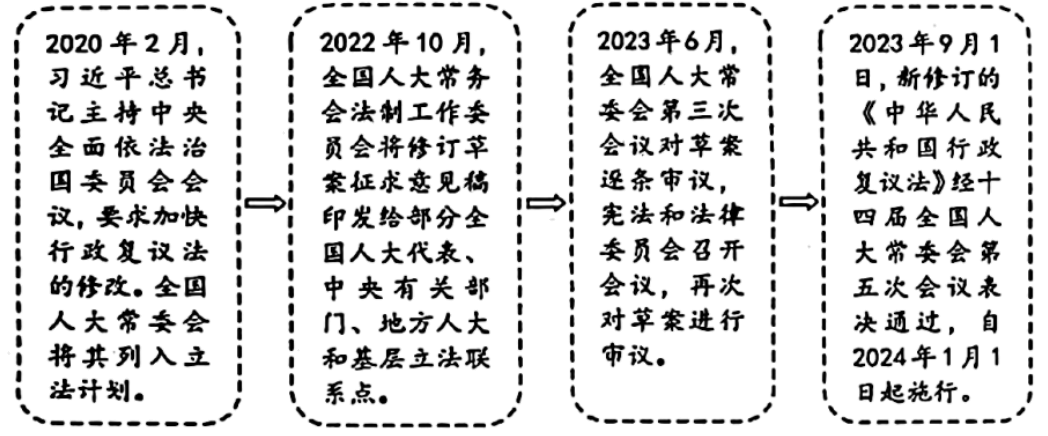 2020年2月，
习近平总书
记主持中央
全面依法治
国委员会会
议，要求加快
行政复议法
的修改。全国
人大常委会
将其列入立
法计划。
2022年10月，
全国人大常务
会法制工作委
员会将修订草
案征求意见稿
印发给部分全
国人大代表、
中央有关部
门、地方人大
和基层立法联
系点。
2023年6月，
全国人大常
委会第三次
会议对草案
逐条审议，
宪法和法律
委员会召开
会议，再次
对草案进行
审议。
2023年9月1
日，新修订的
《中华人民
共和国行政
复议法》经十
四届全国人
大常委会第
五次会议表
决通过，自
2024年1月1
日起施行。